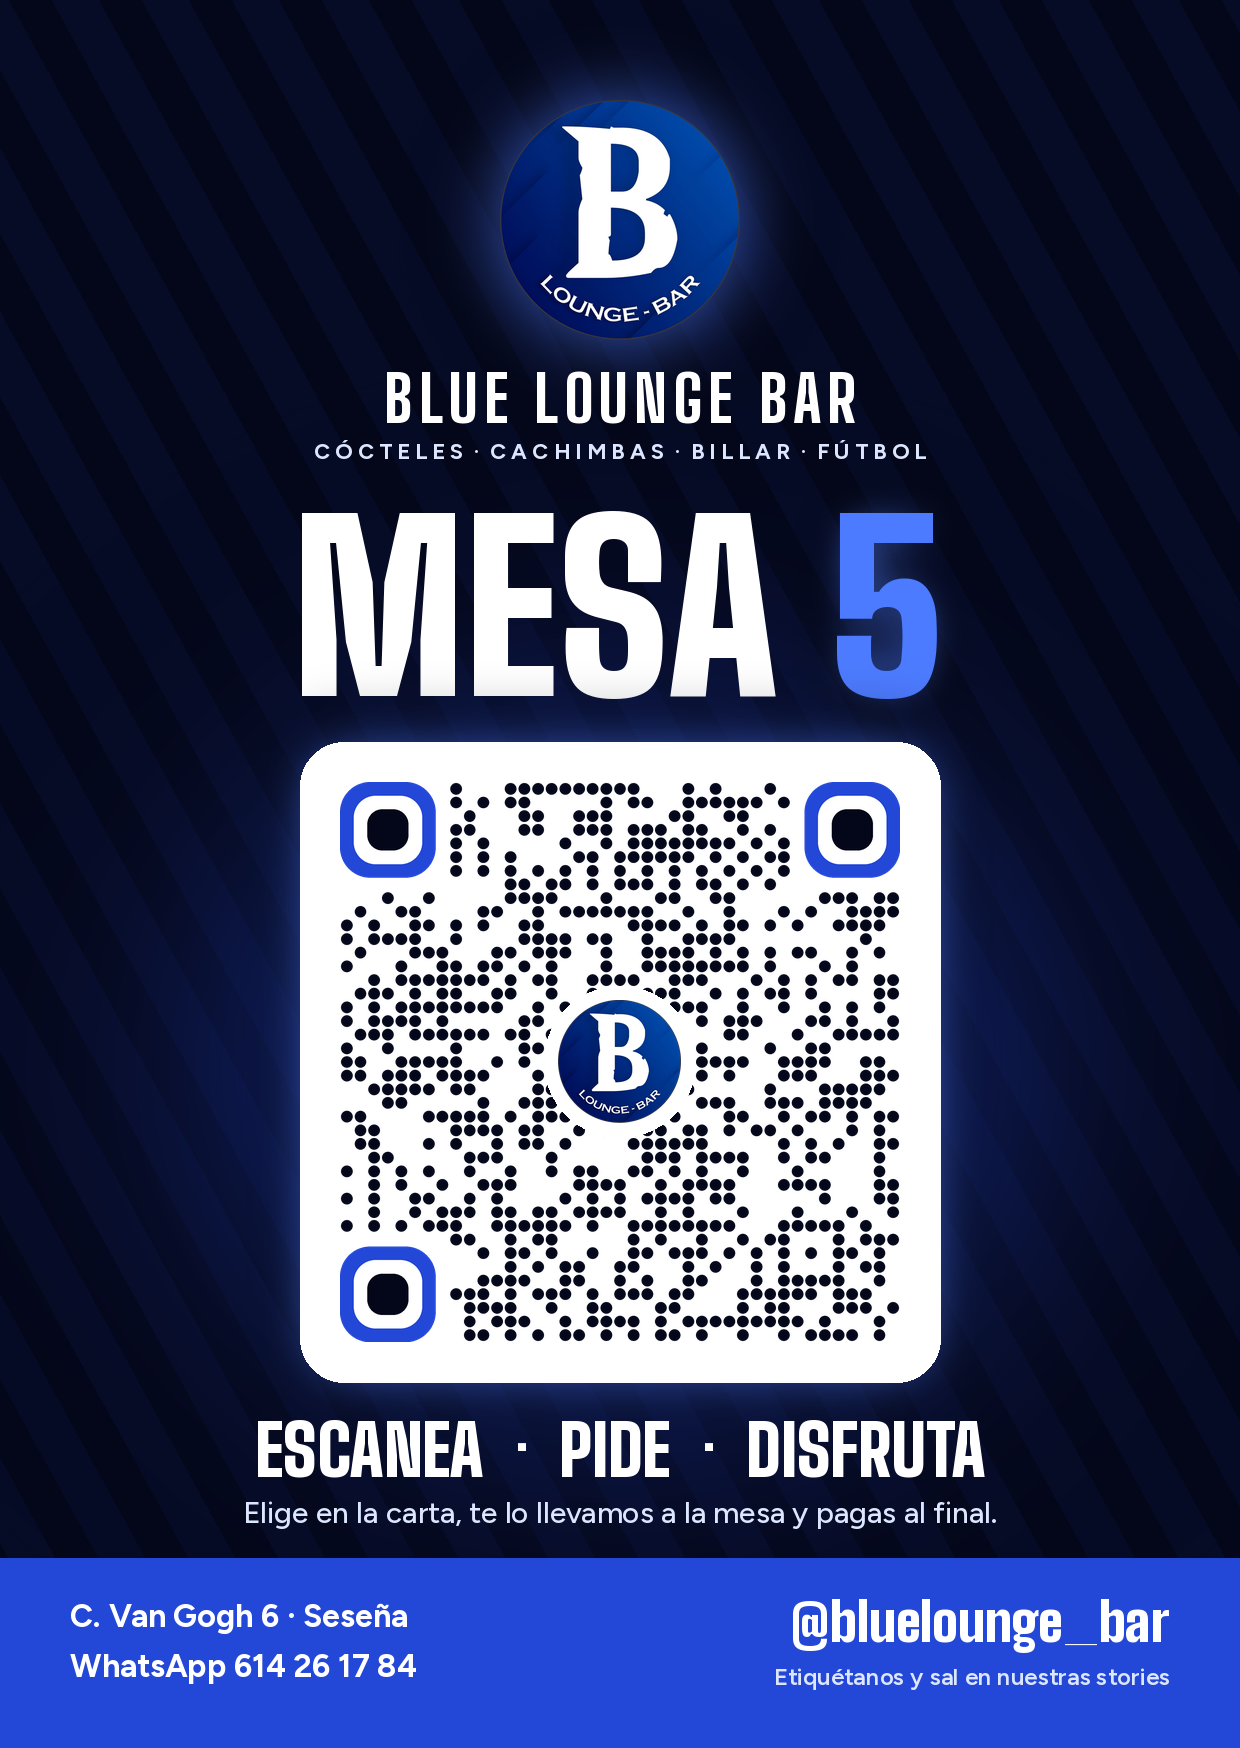 B
LOUNGE - BAR
BLUE LOUNGE BAR
CÓCTELES · CACHIMBAS · BILLAR · FÚTBOL
MESA 5
B
LOUNGE - BAR
ESCANEA · PIDE · DISFRUTA
Elige en la carta, te lo llevamos a la mesa y pagas al final.
C. Van Gogh 6 · Seseña
WhatsApp 614 26 17 84
@bluelounge_bar
Etiquétanos y sal en nuestras stories